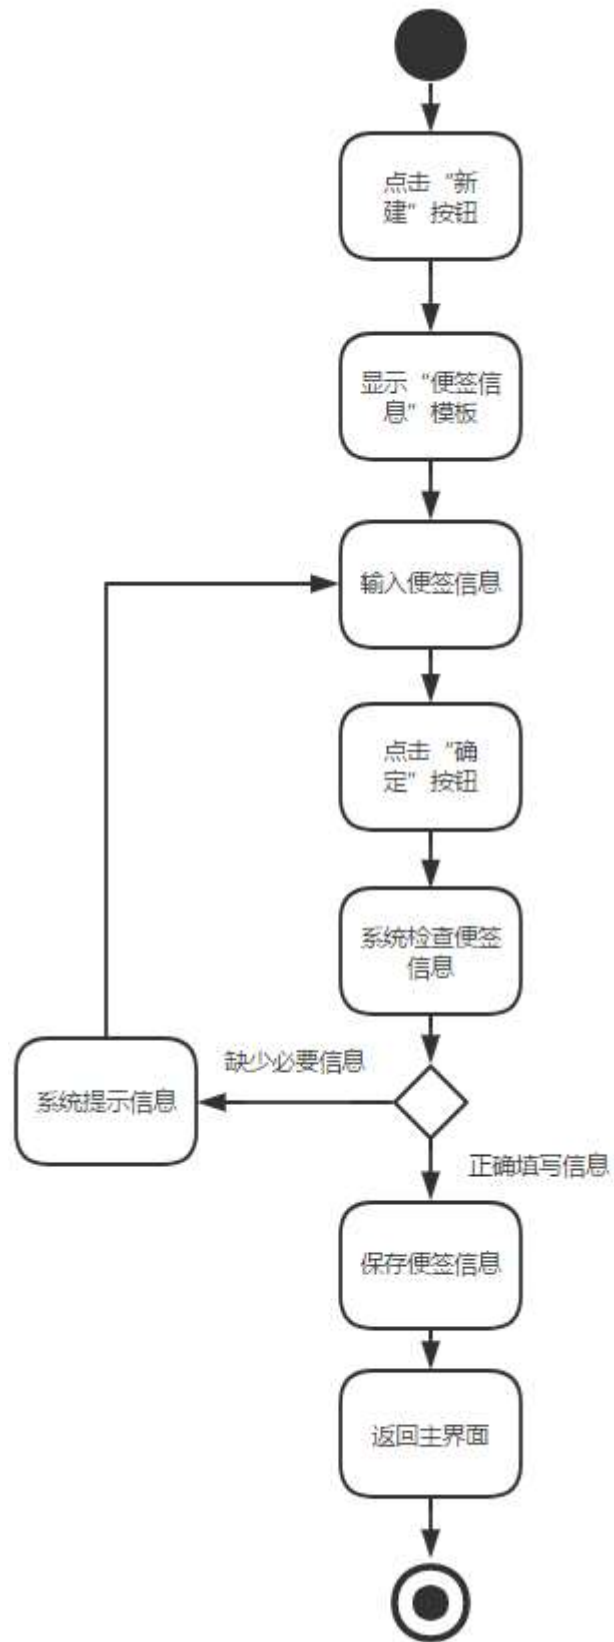 点击“新
建”按钮
显示“便签信
息”模板
输入便签信息
点击“确
定”按钮
系统检查便签
信息
缺少必要信息
系统提示信息
正确填写信息
保存便签信息
返回主界面